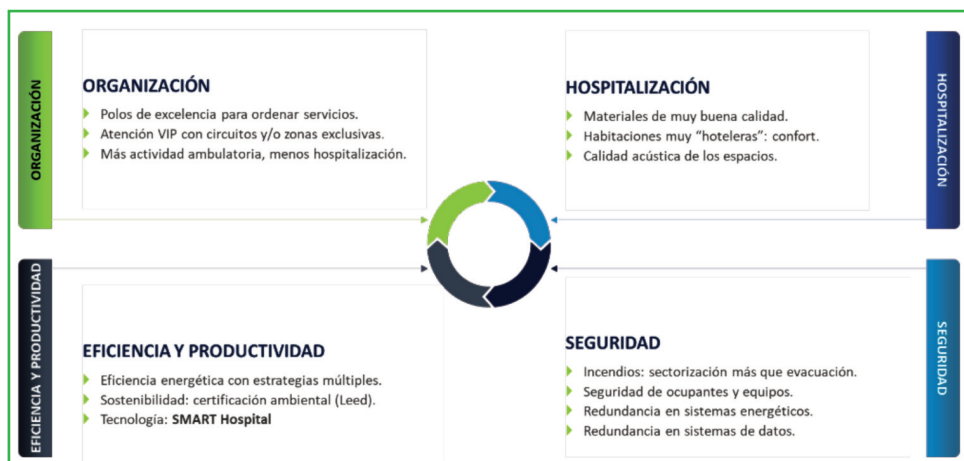 ORGANIZACIÓN
ORGANIZACIÓN
Polos de excelencia para ordenar servicios.
Atención VIP con circuitos y/o zonas exclusivas.
Más actividad ambulatoria, menos hospitalización.
HOSPITALIZACIÓN
Materiales de muy buena calidad.
Habitaciones muy “hoteleras”: confort.
Calidad acústica de los espacios.
HOSPITALIZACIÓN
EFICIENCIA Y PRODUCTIVIDAD
EFICIENCIA Y PRODUCTIVIDAD
Eficiencia energética con estrategias múltiples.
Sostenibilidad: certificación ambiental (Leed).
Tecnología: SMART Hospital
SEGURIDAD
Incendios: sectorización más que evacuación.
Seguridad de ocupantes y equipos.
Redundancia en sistemas energéticos.
Redundancia en sistemas de datos.
SEGURIDAD